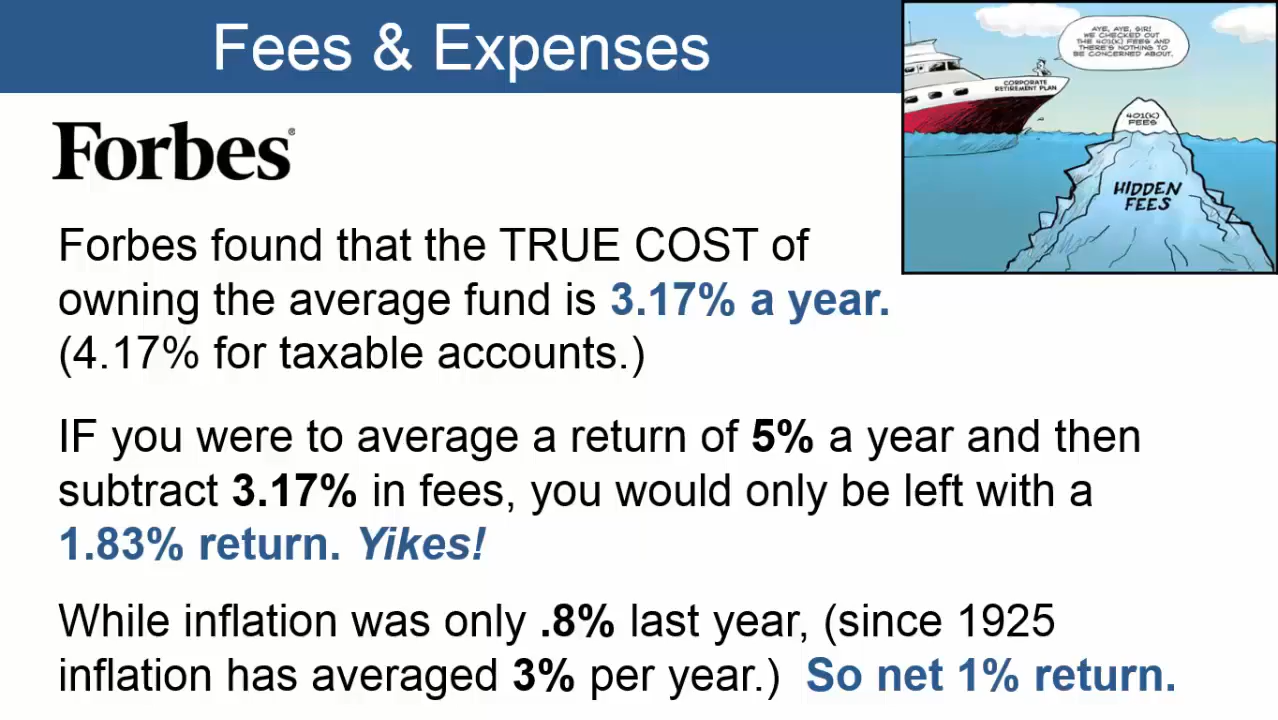 Fees & Expenses
AYE, AYE, SIR!
WE CHECKED OUT
THE 401(K) FEES AND
THERE'S NOTHING TO
BE CONCERNED ABOUT.
CORPORATE
RETIREMENT PLAN
401(K)
FEES
HIDDEN
FEES
Forbes®
Forbes found that the TRUE COST of
owning the average fund is 3.17% a year.
(4.17% for taxable accounts.)
IF you were to average a return of 5% a year and then
subtract 3.17% in fees, you would only be left with a
1.83% return. Yikes!
While inflation was only .8% last year, (since 1925
inflation has averaged 3% per year.) So net 1% return.